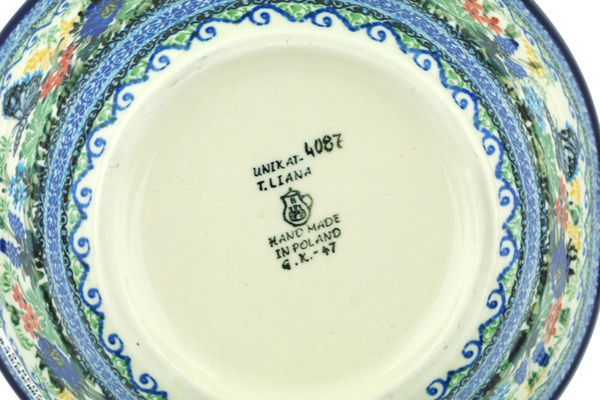 UNIKAT-4087
T. LIANA
HAND MADE
IN POLAND
G.K.-47